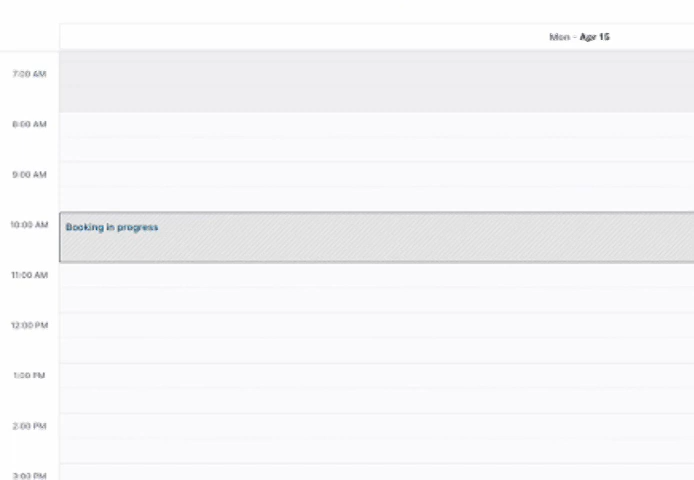 Mon - Apr 15
7:00 AM
8:00 AM
9:00 AM
10:00 AM
Booking in progress
11:00 AM
12:00 PM
1:00 PM
2:00 PM
3:00 PM